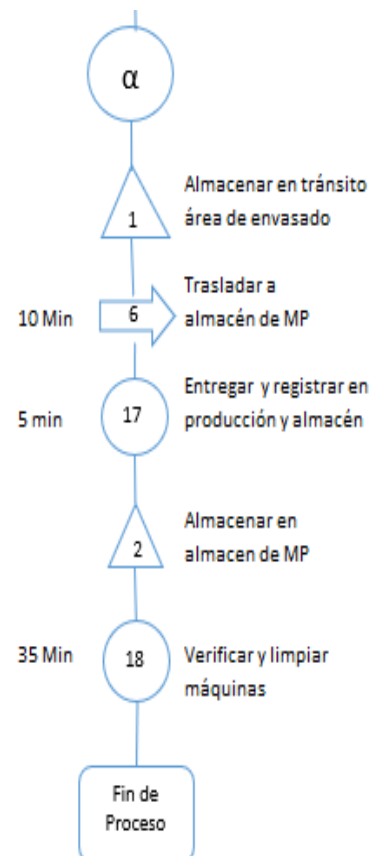 α
1
Almacenar en tránsito
área de envasado
10 Min
6
Trasladar a
almacén de MP
5 min
17
Entregar y registrar en
producción y almacén
2
Almacenar en
almacen de MP
35 Min
18
Verificar y limpiar
máquinas
Fin de
Proceso